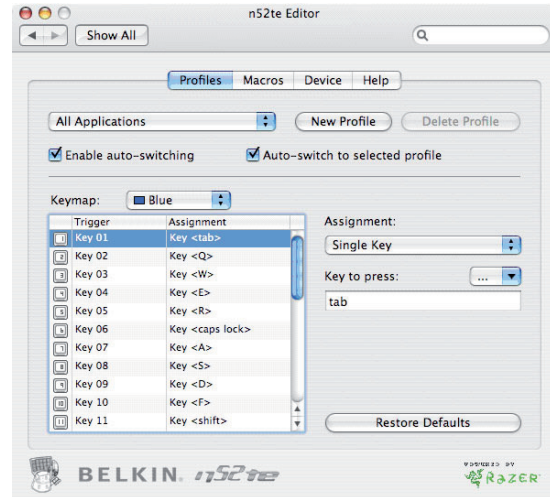 n52te Editor
Show All
Profiles Macros Device Help
All Applications New Profile Delete Profile
Enable auto-switching Auto-switch to selected profile
Keymap: Blue
Trigger Assignment
Key 01 Key <tab>
Key 02 Key <Q>
Key 03 Key <W>
Key 04 Key <E>
Key 05 Key <R>
Key 06 Key <caps lock>
Key 07 Key <A>
Key 08 Key <S>
Key 09 Key <D>
Key 10 Key <F>
Key 11 Key <shift>
Assignment:
Single Key
Key to press: ...
tab
Restore Defaults
BELKIN. n52te
POWERED BY
RAZER